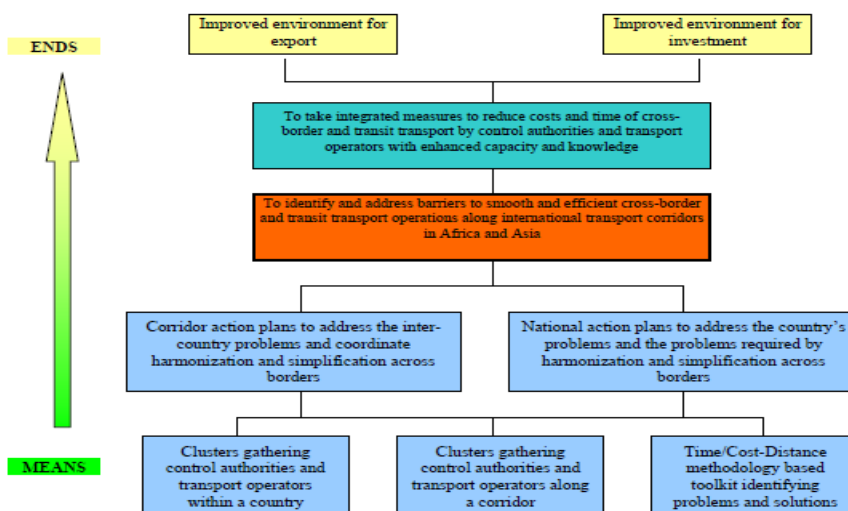 Improved environment for
export
Improved environment for
investment
ENDS
To take integrated measures to reduce costs and time of cross-
border and transit transport by control authorities and transport
operators with enhanced capacity and knowledge
To identify and address barriers to smooth and efficient cross-border
and transit transport operations along international transport corridors
in Africa and Asia
Corridor action plans to address the inter-
country problems and coordinate
harmonization and simplification across
borders
National action plans to address the country’s
problems and the problems required by
harmonization and simplification across
borders
MEANS
Clusters gathering
control authorities and
transport operators
within a country
Clusters gathering
control authorities and
transport operators along
a corridor
Time/Cost-Distance
methodology based
toolkit identifying
problems and solutions